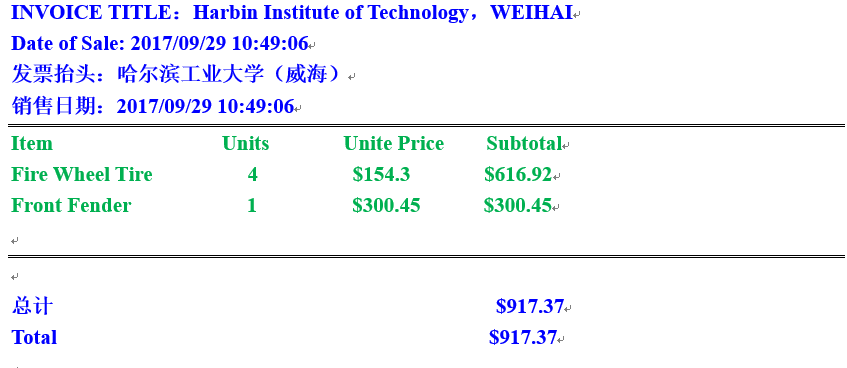 INVOICE TITLE：Harbin Institute of Technology，WEIHAI
Date of Sale: 2017/09/29 10:49:06
发票抬头：哈尔滨工业大学（威海）
销售日期：2017/09/29 10:49:06
Item Units Unite Price Subtotal
Fire Wheel Tire 4 $154.3 $616.92
Front Fender 1 $300.45 $300.45
总计 $917.37
Total $917.37